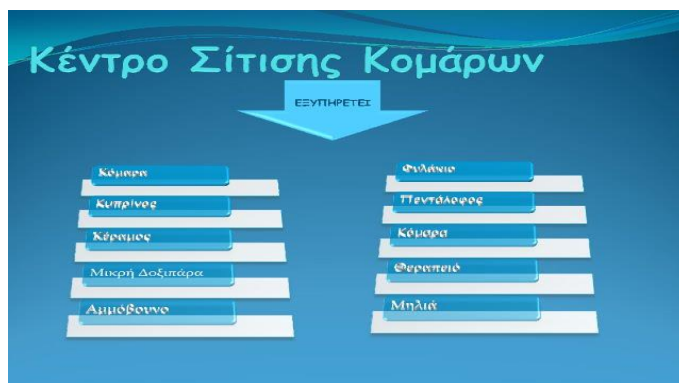 Κέντρο Σίτισης Κομάρων
ΕΞΥΠΗΡΕΤΕΙ
Κόμαρα
Κυπρίνος
Κέραμος
Μικρή Δοξιπάρα
Αμμόβουνο
Φυλάκιο
Πεντάλοφος
Κόμαρα
Θεραπειό
Μηλιά